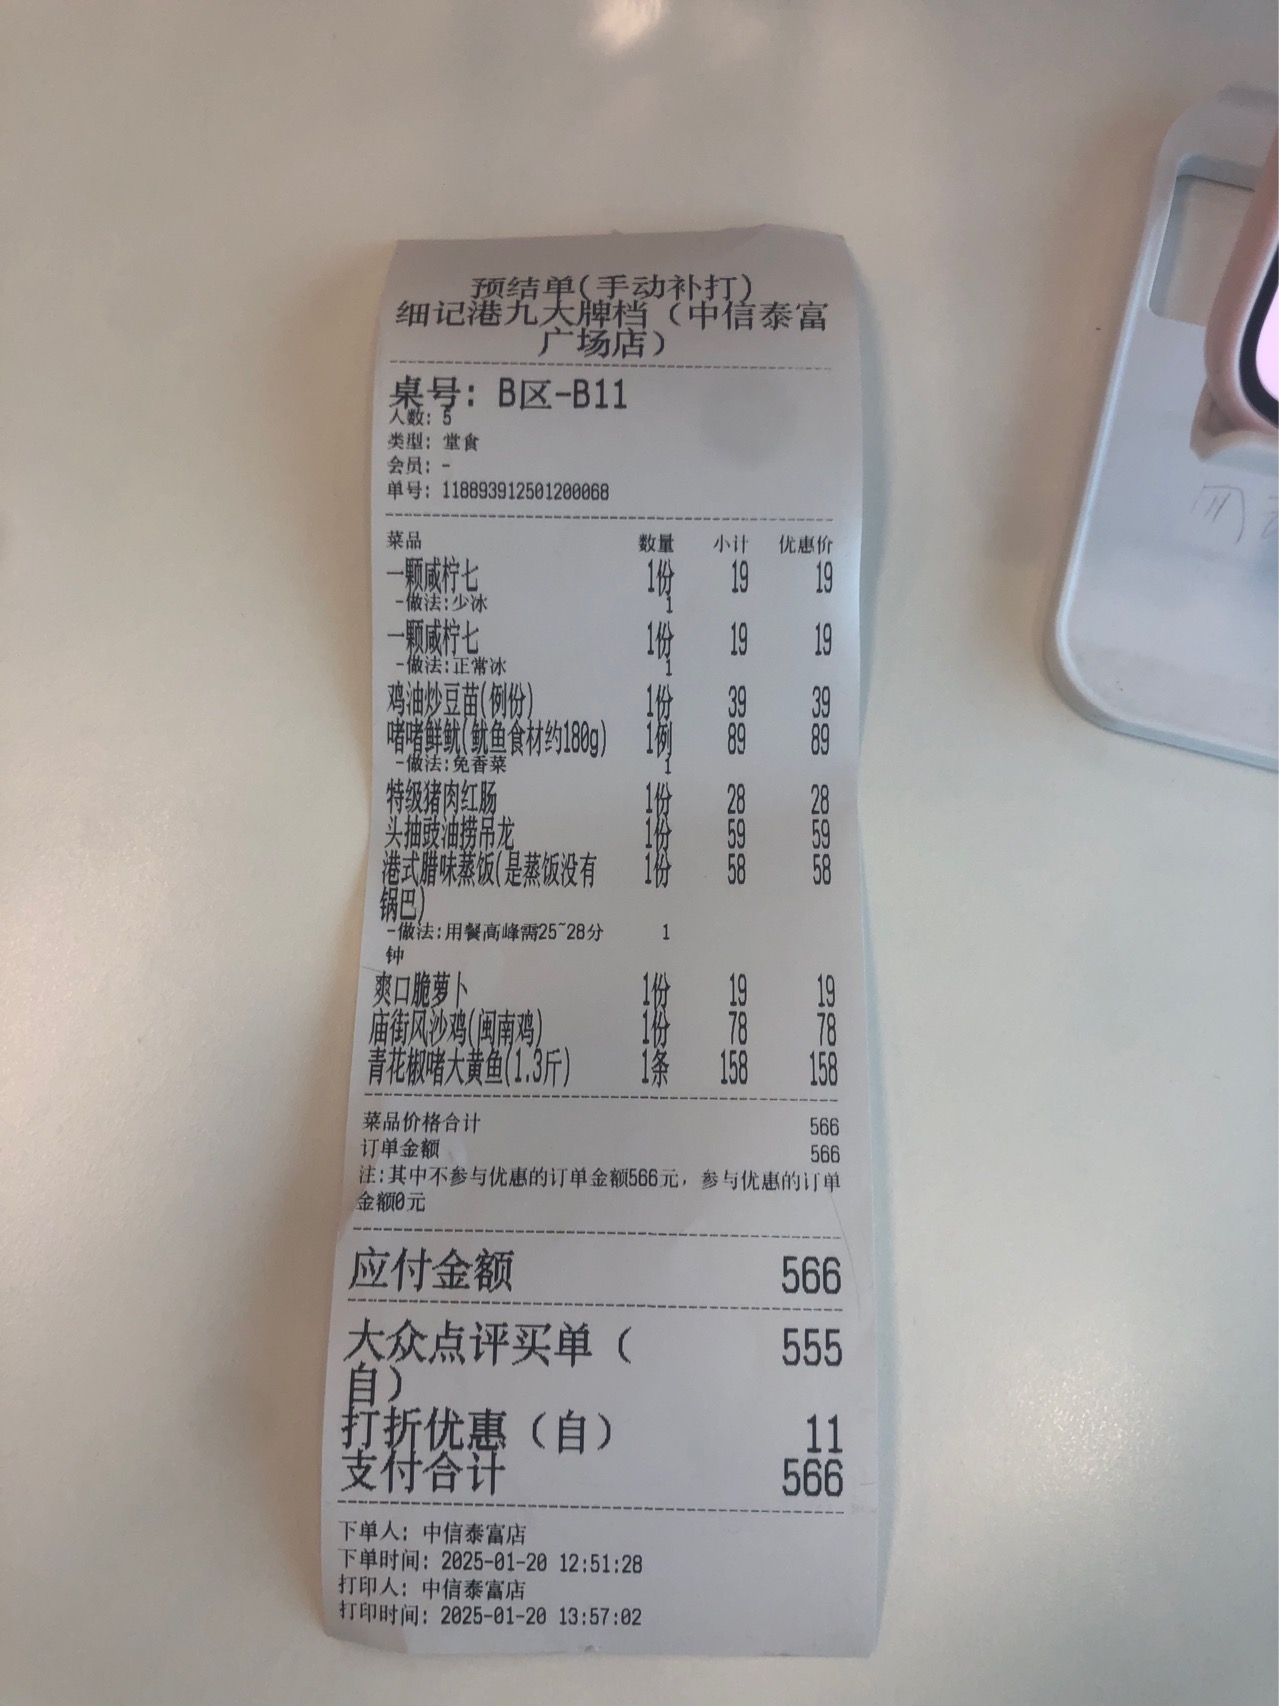 预结单(手动补打)
细记港九大牌档（中信泰富
广场店）
桌号: B区-B11
人数: 5
类型: 堂食
会员: -
单号: 118893912501200068
菜品 数量 小计 优惠价
一颗咸柠七 1份 19 19
-做法:少冰 1
一颗咸柠七 1份 19 19
-做法:正常冰 1
鸡油炒豆苗(例份) 1份 39 39
啫啫鲜鱿(鱿鱼食材约180g) 1例 89 89
-做法:免香菜 1
特级猪肉红肠 1份 28 28
头抽豉油捞吊龙 1份 59 59
港式腊味蒸饭(是蒸饭没有 1份 58 58
锅巴)
-做法:用餐高峰需25~28分 1
钟
爽口脆萝卜 1份 19 19
庙街风沙鸡(闽南鸡) 1份 78 78
青花椒啫大黄鱼(1.3斤) 1条 158 158
菜品价格合计 566
订单金额 566
注:其中不参与优惠的订单金额566元，参与优惠的订单
金额0元
应付金额 566
大众点评买单（ 555
自）
打折优惠（自） 11
支付合计 566
下单人: 中信泰富店
下单时间: 2025-01-20 12:51:28
打印人: 中信泰富店
打印时间: 2025-01-20 13:57:02